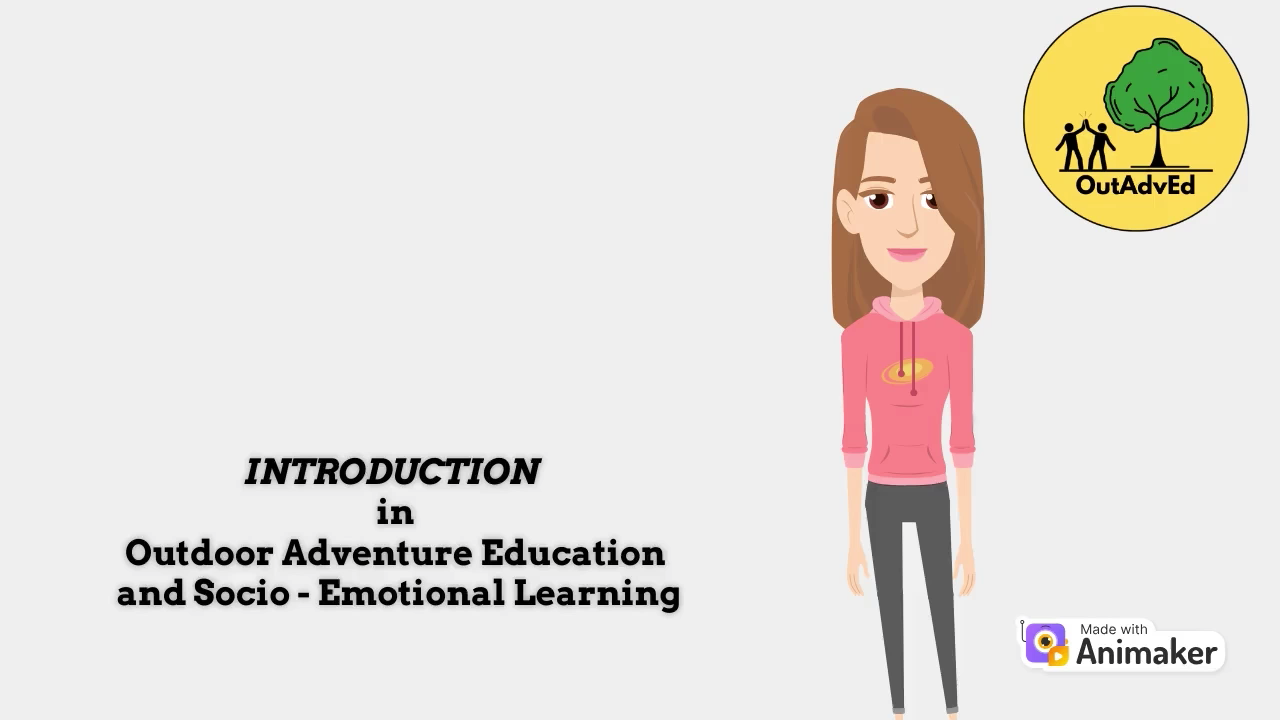 OutAdvEd
INTRODUCTION
in
Outdoor Adventure Education
and Socio - Emotional Learning
Made with
Animaker